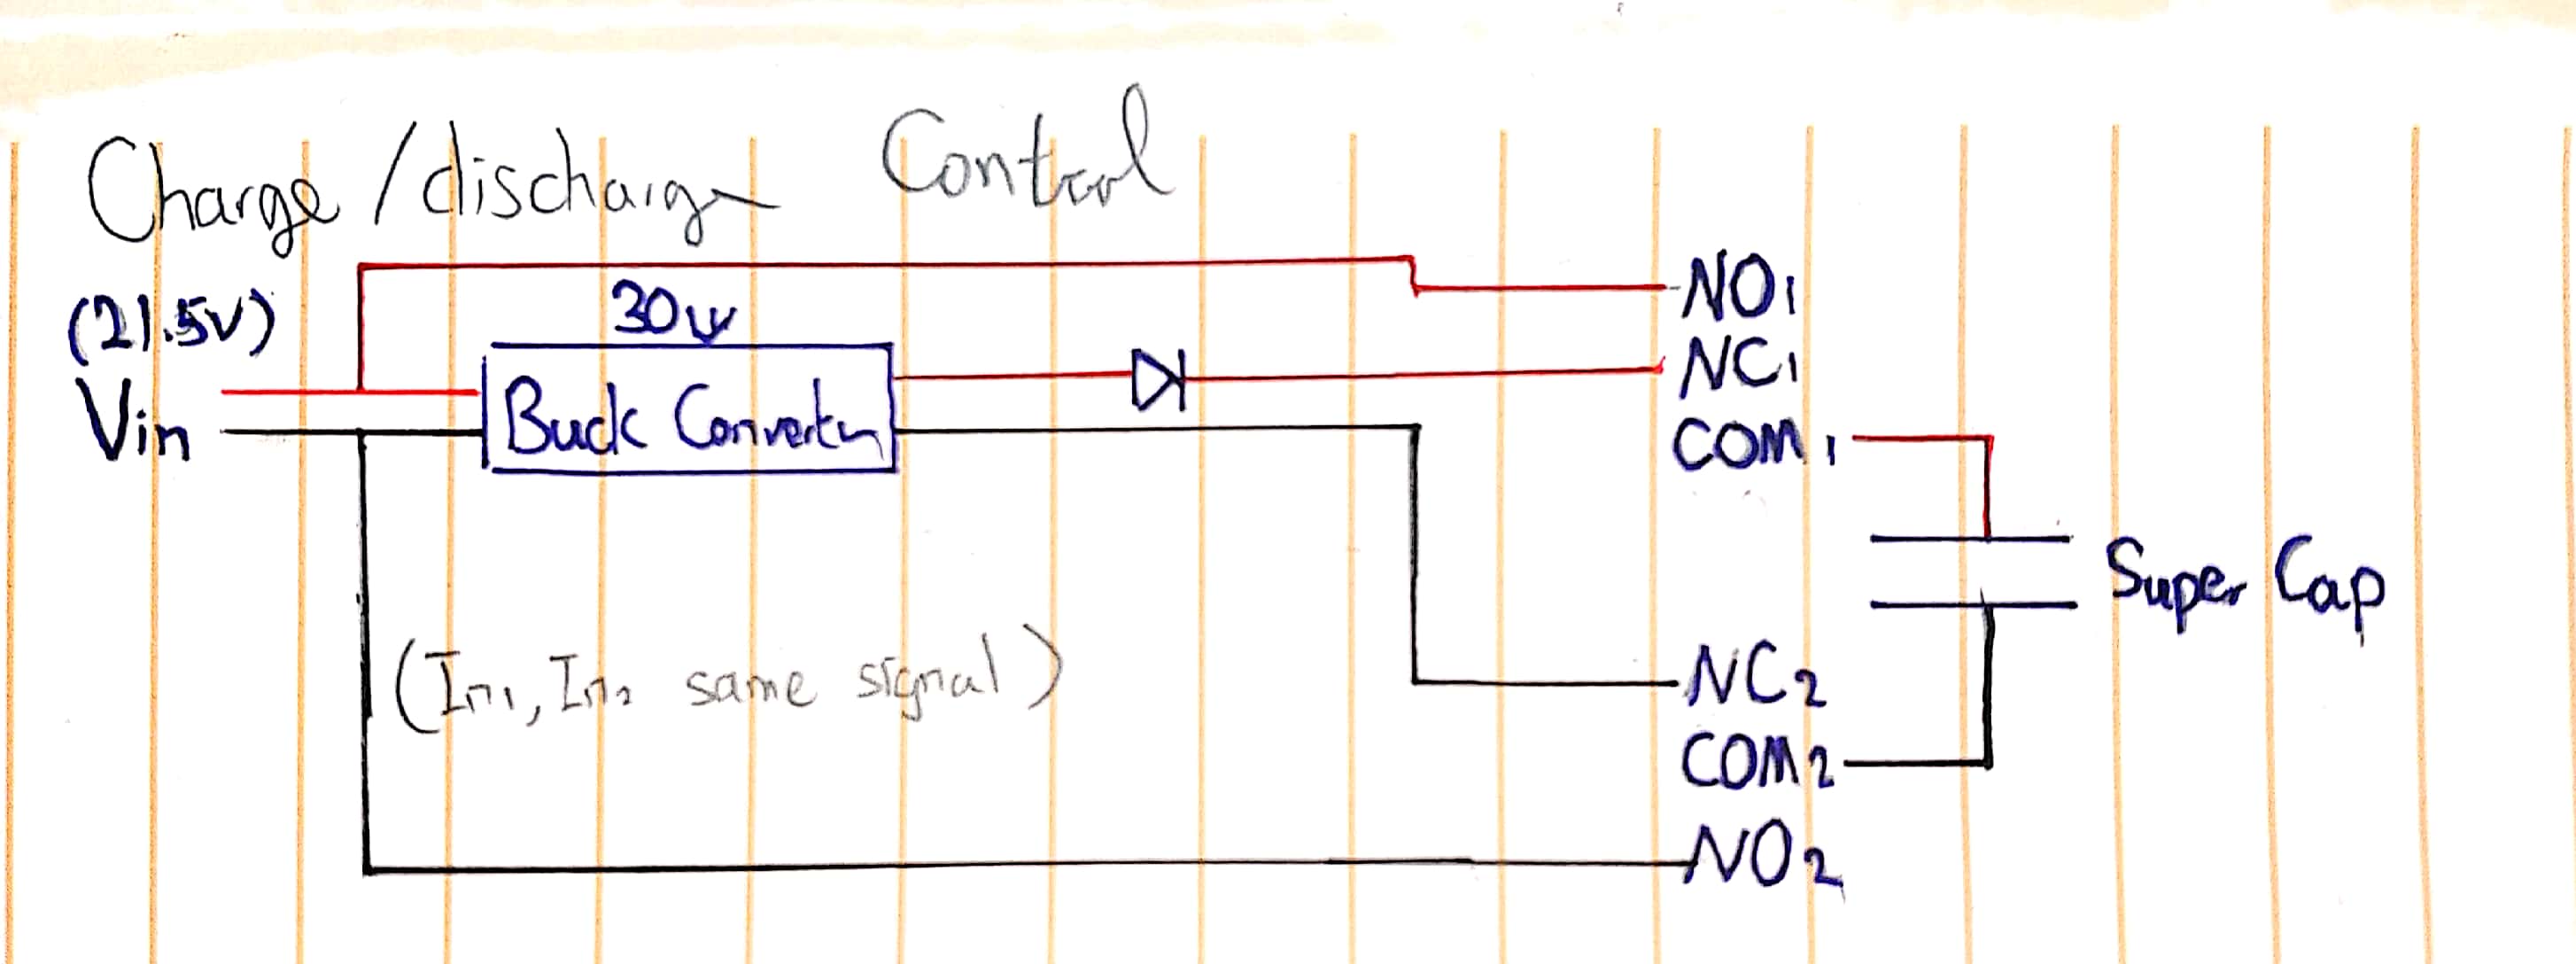 Charge/discharge Control
(21.5V)
Vin
30W
Buck Converter
NO1
NC1
COM1
Super Cap
(In1, In2 same signal)
NC2
COM2
NO2